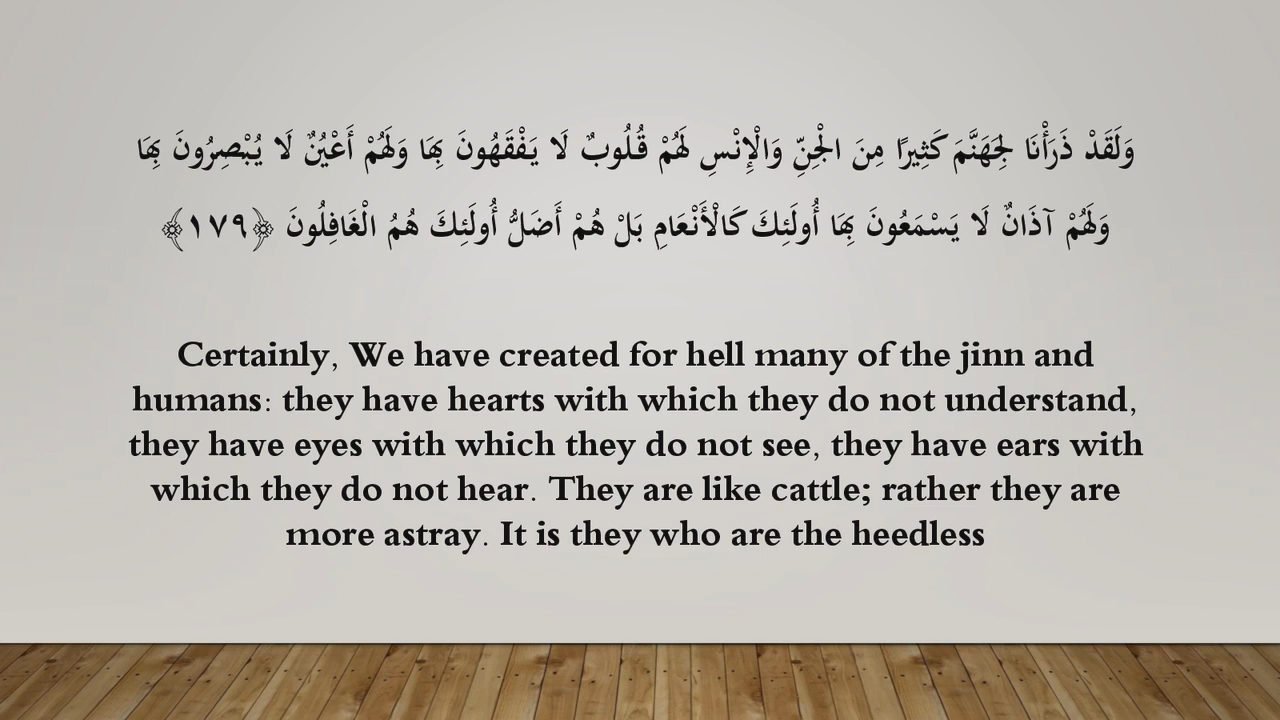 وَلَقَدْ ذَرَأْنَا لِجَهَنَّمَ كَثِيرًا مِنَ الْجِنِّ وَالْإِنْسِ لَهُمْ قُلُوبٌ لَا يَفْقَهُونَ بِهَا وَلَهُمْ أَعْيُنٌ لَا يُبْصِرُونَ بِهَا
وَلَهُمْ آذَانٌ لَا يَسْمَعُونَ بِهَا أُولَئِكَ كَالْأَنْعَامِ بَلْ هُمْ أَضَلُّ أُولَئِكَ هُمُ الْغَافِلُونَ ﴿١٧٩﴾
Certainly, We have created for hell many of the jinn and
humans: they have hearts with which they do not understand,
they have eyes with which they do not see, they have ears with
which they do not hear. They are like cattle; rather they are
more astray. It is they who are the heedless